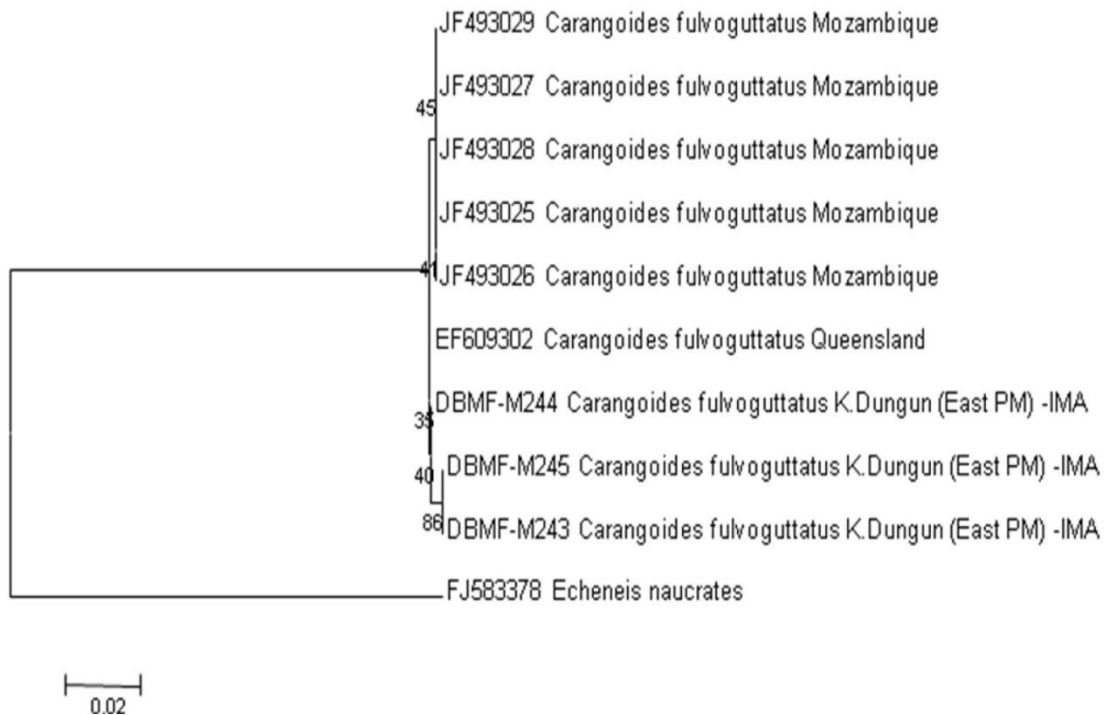 JF493029 Carangoides fulvoguttatus Mozambique
JF493027 Carangoides fulvoguttatus Mozambique
45
JF493028 Carangoides fulvoguttatus Mozambique
JF493025 Carangoides fulvoguttatus Mozambique
41
JF493026 Carangoides fulvoguttatus Mozambique
EF609302 Carangoides fulvoguttatus Queensland
DBMF-M244 Carangoides fulvoguttatus K.Dungun (East PM) -IMA
35
DBMF-M245 Carangoides fulvoguttatus K.Dungun (East PM) -IMA
40
86
DBMF-M243 Carangoides fulvoguttatus K.Dungun (East PM) -IMA
FJ583378 Echeneis naucrates
0.02